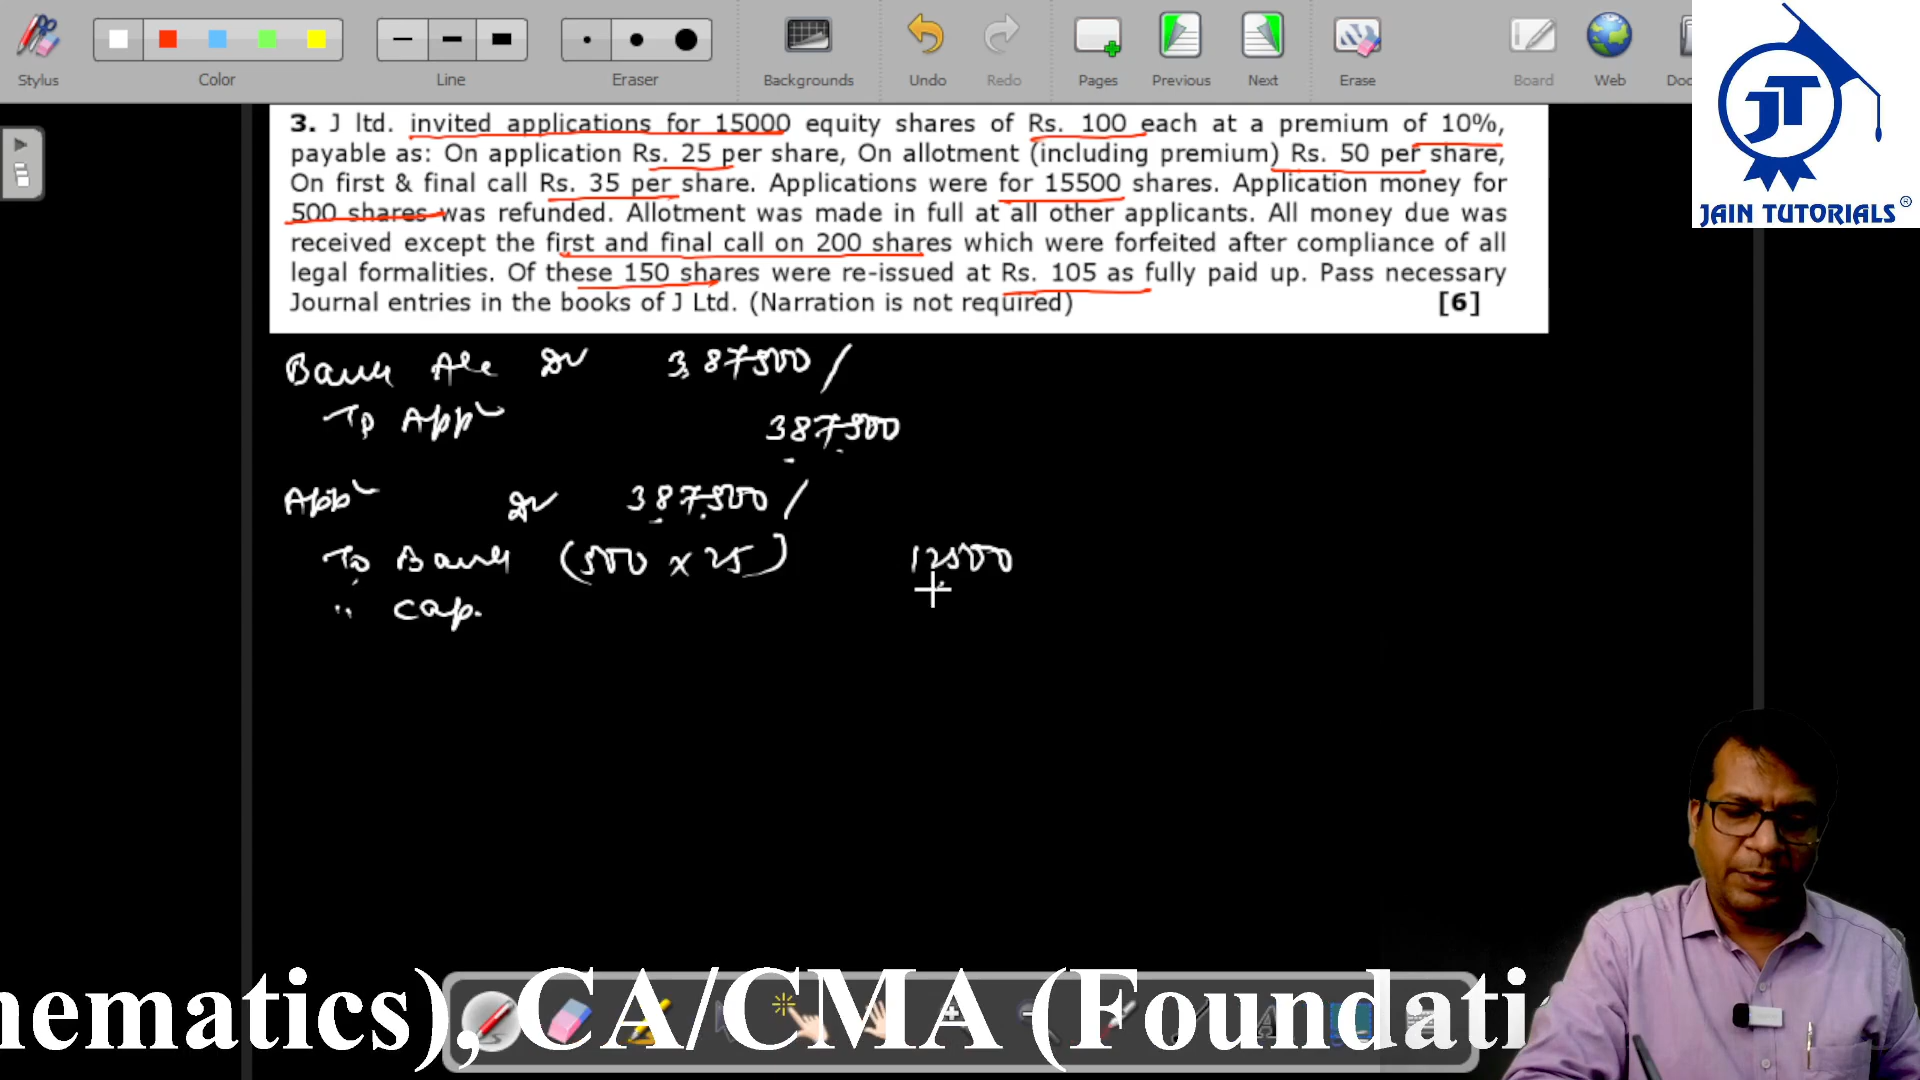 Stylus
Color
Line
Eraser
Backgrounds
Undo
Redo
Pages
Previous
Next
Erase
Board
Web
JT
JAIN TUTORIALS®
3. J ltd. invited applications for 15000 equity shares of Rs. 100 each at a premium of 10%,
payable as: On application Rs. 25 per share, On allotment (including premium) Rs. 50 per share,
On first & final call Rs. 35 per share. Applications were for 15500 shares. Application money for
500 shares was refunded. Allotment was made in full at all other applicants. All money due was
received except the first and final call on 200 shares which were forfeited after compliance of all
legal formalities. Of these 150 shares were re-issued at Rs. 105 as fully paid up. Pass necessary
Journal entries in the books of J Ltd. (Narration is not required) [6]
Bank A/c Dr 387500 /
To Appn 387500
Appn Dr 387500 /
To Bank (500 x 25) 12500
" cap.
hematics), CA/CMA (Foundati